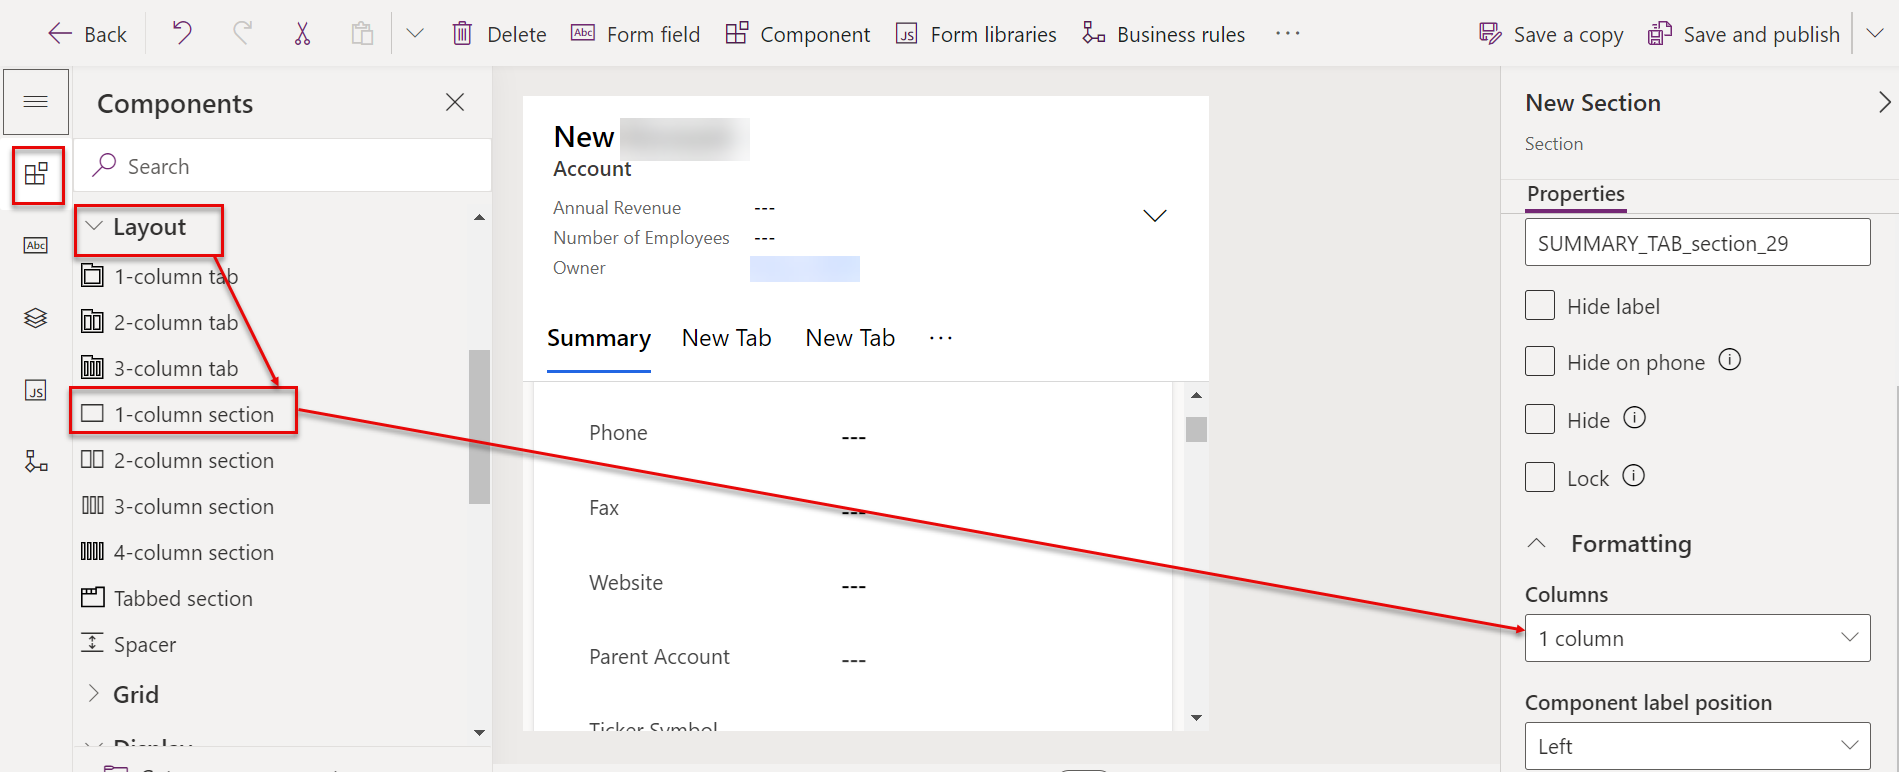 Back
Delete
Form field
Component
Form libraries
Business rules
Save a copy
Save and publish
Components
Search
Layout
1-column tab
2-column tab
3-column tab
1-column section
2-column section
3-column section
4-column section
Tabbed section
Spacer
Grid
Display
Abc
JS
New
Account
Annual Revenue ---
Number of Employees ---
Owner
Summary New Tab New Tab ...
Phone ---
Fax ---
Website ---
Parent Account ---
Ticker Symbol
New Section
Section
Properties
SUMMARY_TAB_section_29
Hide label
Hide on phone
Hide
Lock
Formatting
Columns
1 column
Component label position
Left